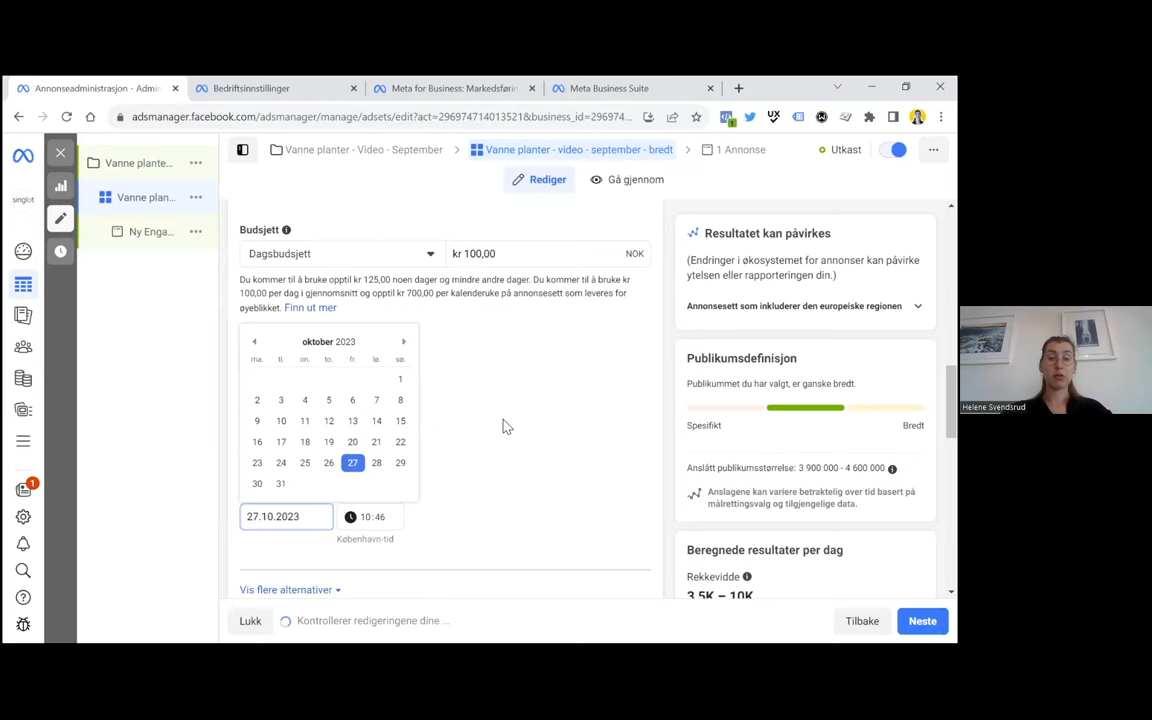 Annonseadministrasjon - Admin
Bedriftsinnstillinger
Meta for Business: Markedsførin
Meta Business Suite
adsmanager.facebook.com/adsmanager/manage/adsets/edit?act=296974714013521&business_id=296974...
Vanne plante...
Vanne plan...
Ny Enga...
singlot
1
Vanne planter - Video - September
Vanne planter - video - september - bredt
1 Annonse
Utkast
Rediger
Gå gjennom
Budsjett
Dagsbudsjett
kr 100,00
NOK
Du kommer til å bruke opptil kr 125,00 noen dager og mindre andre dager. Du kommer til å bruke kr
100,00 per dag i gjennomsnitt og opptil kr 700,00 per kalenderuke på annonsesett som leveres for
øyeblikket. Finn ut mer
oktober 2023
ma. ti. on. to. fr. lø. sø.
1
2 3 4 5 6 7 8
9 10 11 12 13 14 15
16 17 18 19 20 21 22
23 24 25 26 27 28 29
30 31
27.10.2023
10:46
København-tid
Vis flere alternativer
Lukk
Kontrollerer redigeringene dine ...
Tilbake
Neste
Resultatet kan påvirkes
(Endringer i økosystemet for annonser kan påvirke
ytelsen eller rapporteringen din.)
Annonsesett som inkluderer den europeiske regionen
Publikumsdefinisjon
Publikummet du har valgt, er ganske bredt.
Spesifikt
Bredt
Anslått publikumsstørrelse: 3 900 000 - 4 600 000
Anslagene kan variere betraktelig over tid basert på
målrettingsvalg og tilgjengelige data.
Beregnede resultater per dag
Rekkevidde
3,5K – 10K
Helene Svendsrud